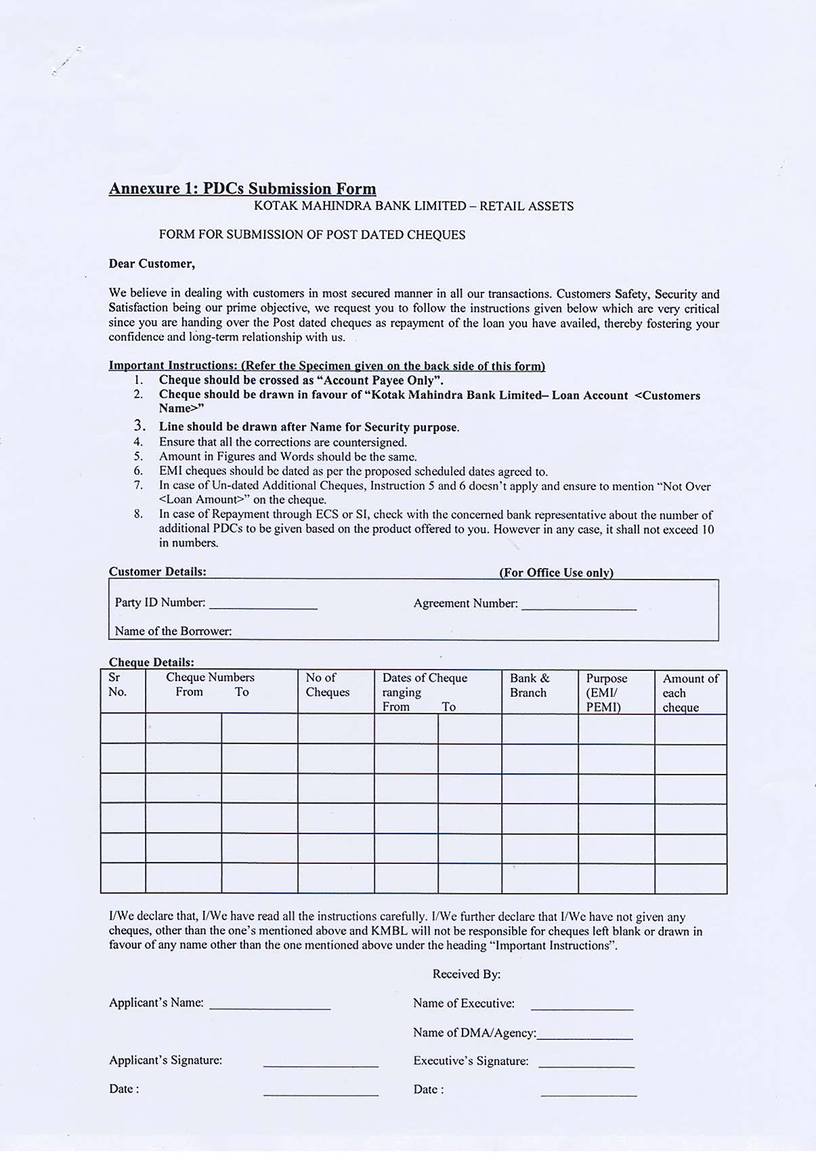 Annexure 1: PDCs Submission Form
KOTAK MAHINDRA BANK LIMITED – RETAIL ASSETS
FORM FOR SUBMISSION OF POST DATED CHEQUES
Dear Customer,
We believe in dealing with customers in most secured manner in all our transactions. Customers Safety, Security and
Satisfaction being our prime objective, we request you to follow the instructions given below which are very critical
since you are handing over the Post dated cheques as repayment of the loan you have availed, thereby fostering your
confidence and long-term relationship with us.
Important Instructions: (Refer the Specimen given on the back side of this form)
1. Cheque should be crossed as “Account Payee Only”.
2. Cheque should be drawn in favour of “Kotak Mahindra Bank Limited– Loan Account <Customers
Name>”
3. Line should be drawn after Name for Security purpose.
4. Ensure that all the corrections are countersigned.
5. Amount in Figures and Words should be the same.
6. EMI cheques should be dated as per the proposed scheduled dates agreed to.
7. In case of Un-dated Additional Cheques, Instruction 5 and 6 doesn’t apply and ensure to mention “Not Over
<Loan Amount>” on the cheque.
8. In case of Repayment through ECS or SI, check with the concerned bank representative about the number of
additional PDCs to be given based on the product offered to you. However in any case, it shall not exceed 10
in numbers.
Customer Details: (For Office Use only)
Party ID Number: __________________ Agreement Number: ___________________
Name of the Borrower:
Cheque Details:
Sr Cheque Numbers No of Dates of Cheque Bank & Purpose Amount of
No. From To Cheques ranging Branch (EMI/ each
From To PEMI) cheque
I/We declare that, I/We have read all the instructions carefully. I/We further declare that I/We have not given any
cheques, other than the one’s mentioned above and KMBL will not be responsible for cheques left blank or drawn in
favour of any name other than the one mentioned above under the heading “Important Instructions”.
Received By:
Applicant’s Name: ____________________ Name of Executive: _________________
Name of DMA/Agency:________________
Applicant’s Signature: ___________________ Executive’s Signature: ________________
Date : ___________________ Date : ________________